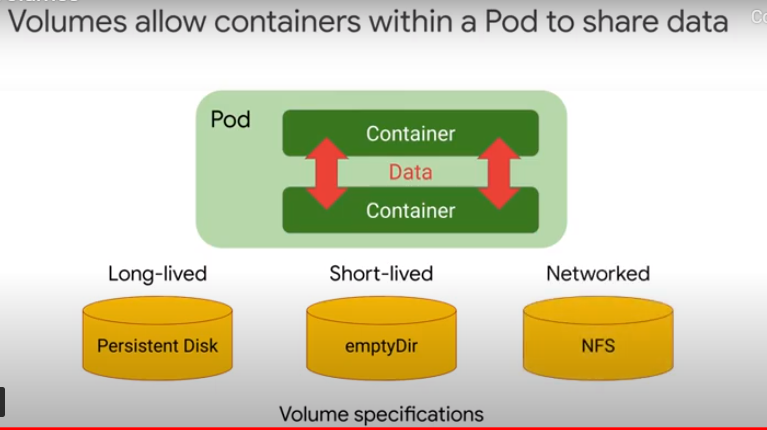 Volumes allow containers within a Pod to share data
Pod
Container
Data
Container
Long-lived
Short-lived
Networked
Persistent Disk
emptyDir
NFS
Volume specifications